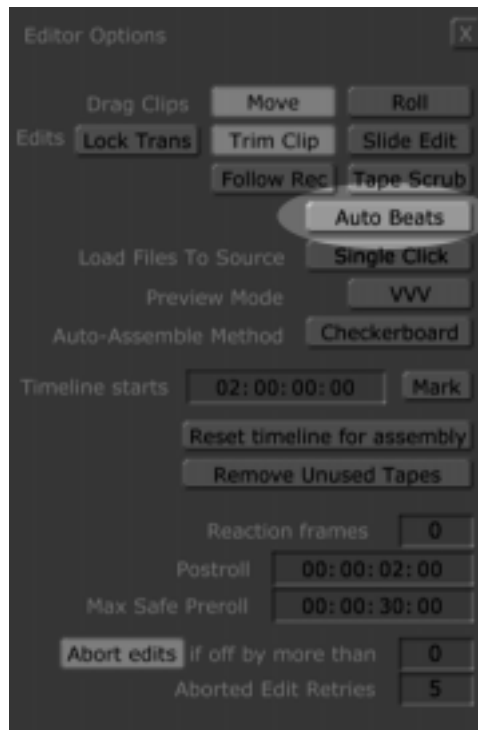 Editor Options X
Drag Clips Move Roll
Edits Lock Trans Trim Clip Slide Edit
Follow Rec Tape Scrub
Auto Beats
Load Files To Source Single Click
Preview Mode VVV
Auto-Assemble Method Checkerboard
Timeline starts 02:00:00:00 Mark
Reset timeline for assembly
Remove Unused Tapes
Reaction frames 0
Postroll 00:00:02:00
Max Safe Preroll 00:00:30:00
Abort edits if off by more than 0
Aborted Edit Retries 5